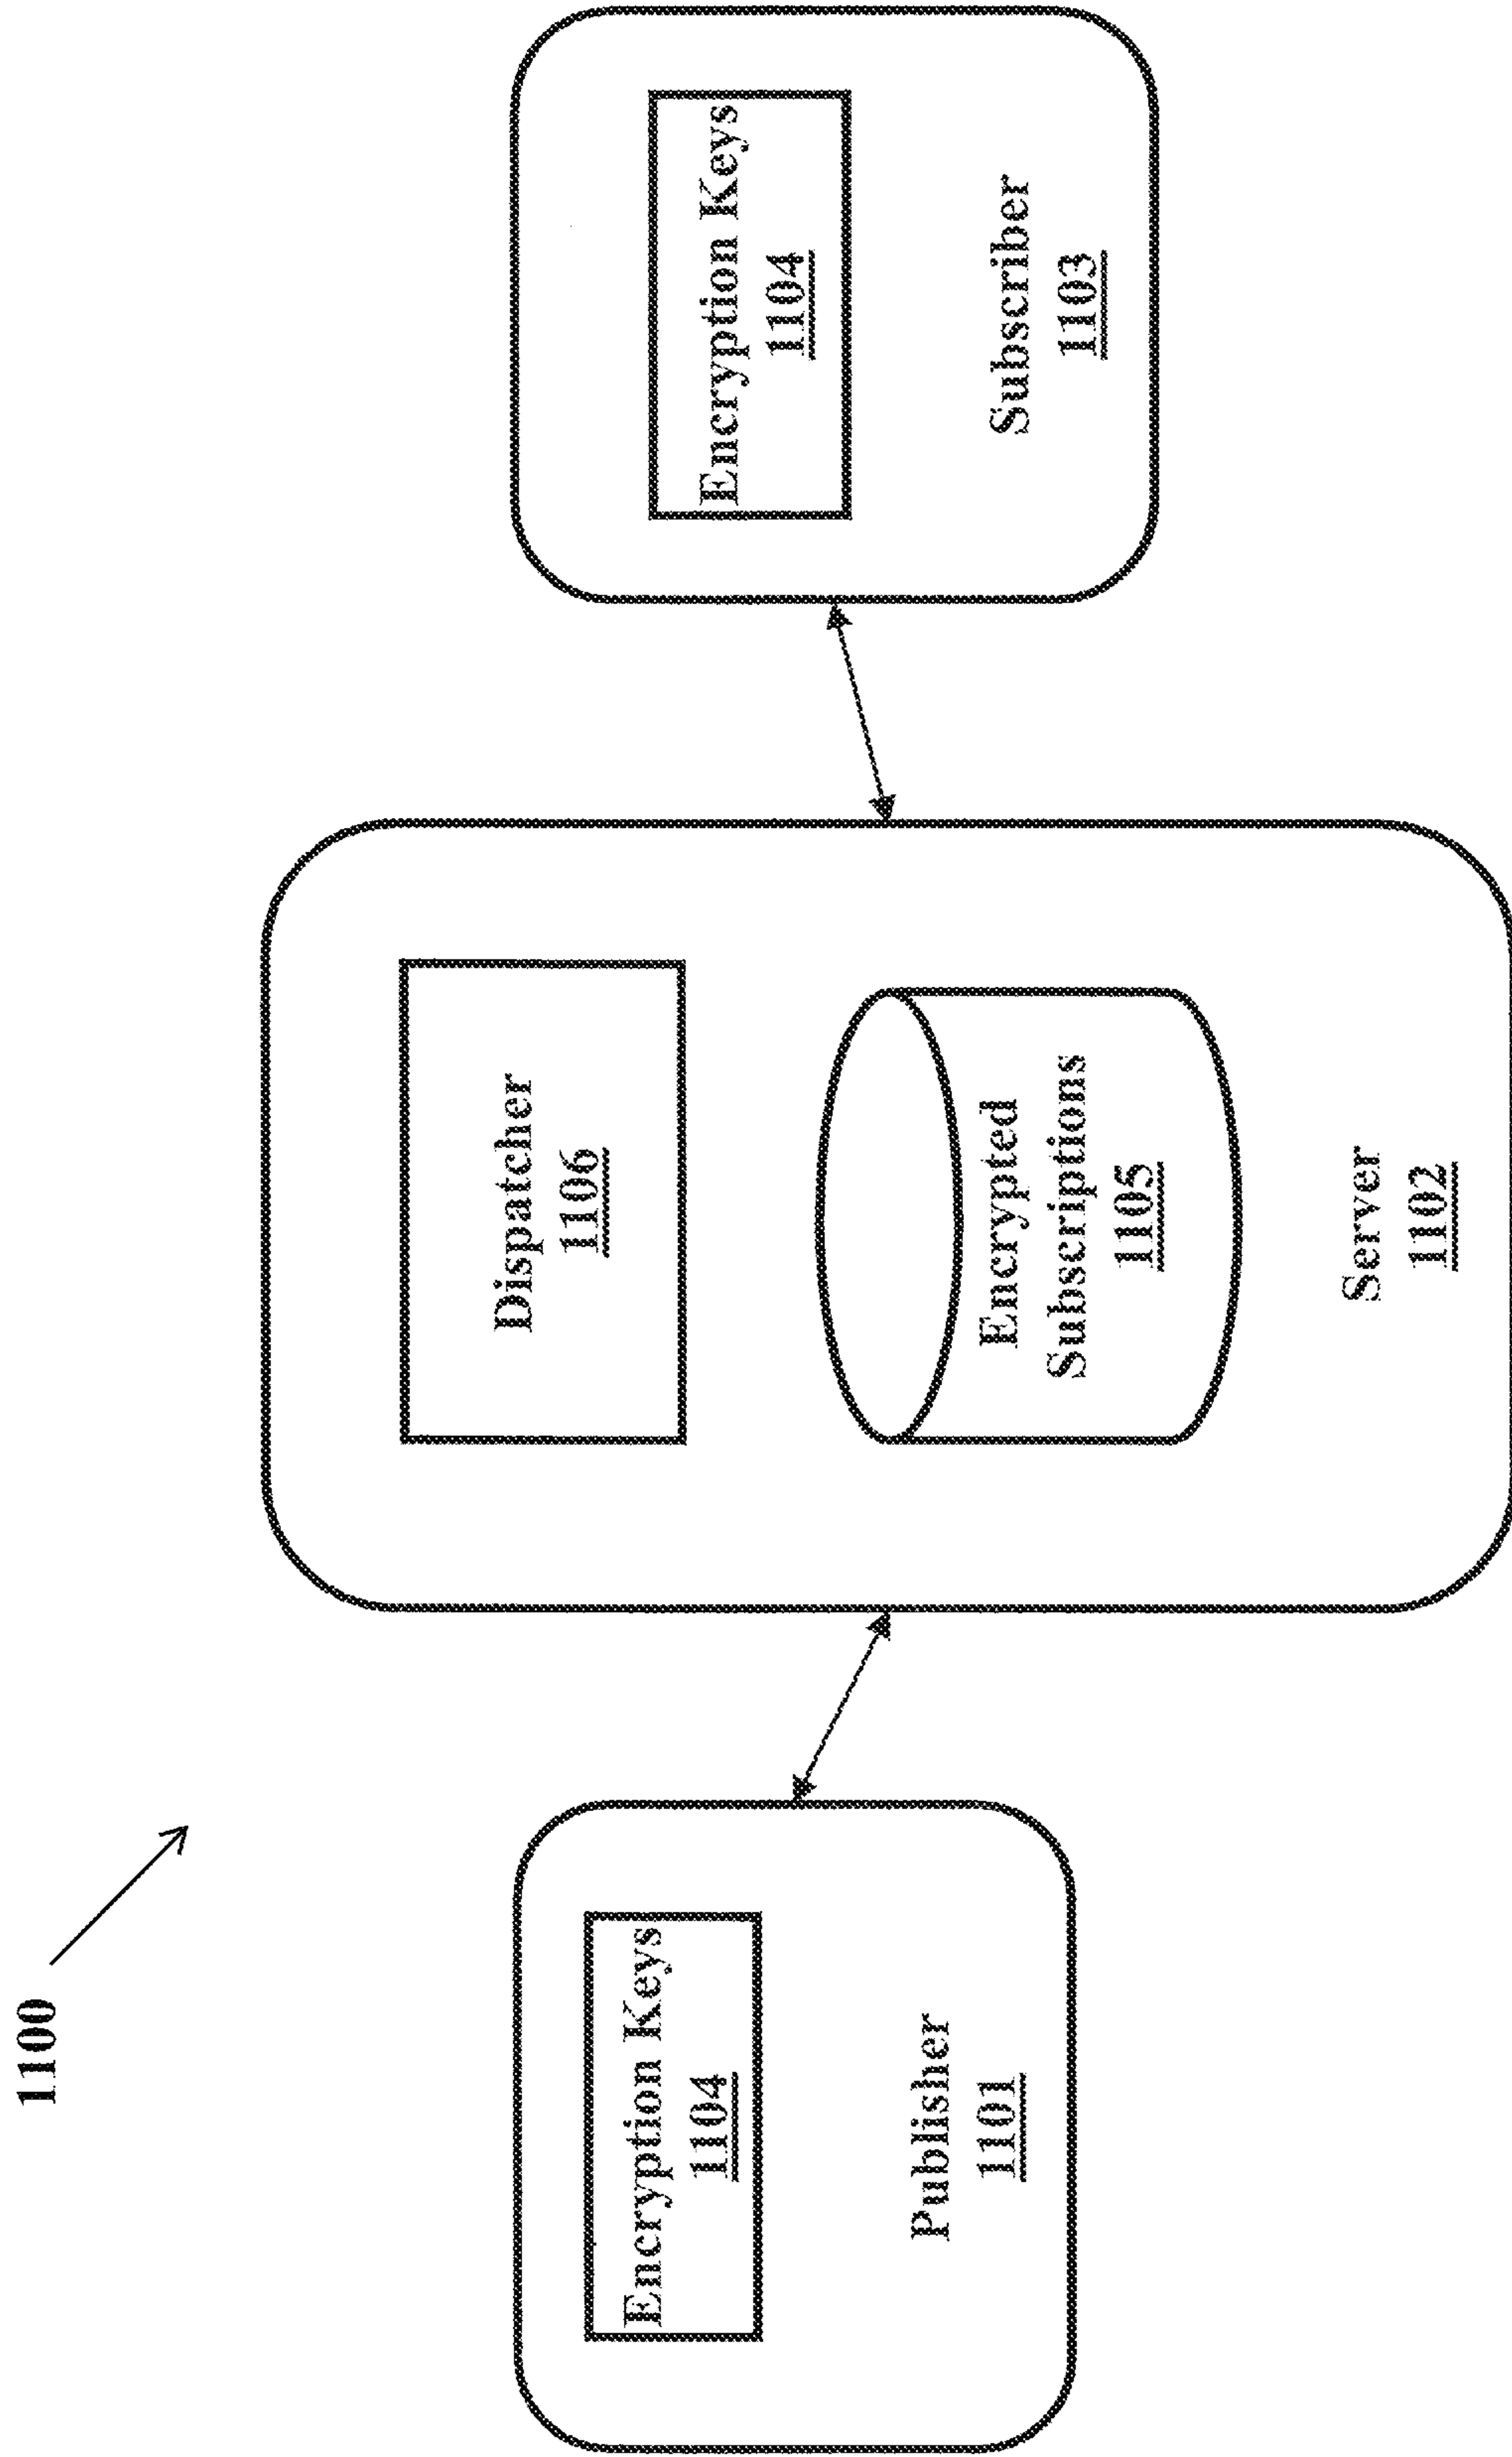 1100
Encryption Keys
1104
Publisher
1101
Dispatcher
1106
Encrypted
Subscriptions
1105
Server
1102
Encryption Keys
1104
Subscriber
1103